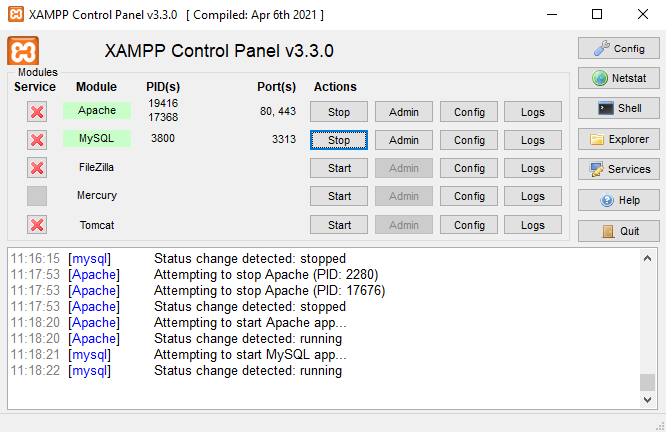 XAMPP Control Panel v3.3.0 [ Compiled: Apr 6th 2021 ]
XAMPP Control Panel v3.3.0
Config
Modules
Service Module PID(s) Port(s) Actions
Netstat
Apache 19416 17368 80, 443 Stop Admin Config Logs
Shell
MySQL 3800 3313 Stop Admin Config Logs
Explorer
FileZilla Start Admin Config Logs
Services
Mercury Start Admin Config Logs
Help
Tomcat Start Admin Config Logs
Quit
11:16:15 [mysql] Status change detected: stopped
11:17:53 [Apache] Attempting to stop Apache (PID: 2280)
11:17:53 [Apache] Attempting to stop Apache (PID: 17676)
11:17:53 [Apache] Status change detected: stopped
11:18:20 [Apache] Attempting to start Apache app...
11:18:20 [Apache] Status change detected: running
11:18:21 [mysql] Attempting to start MySQL app...
11:18:22 [mysql] Status change detected: running